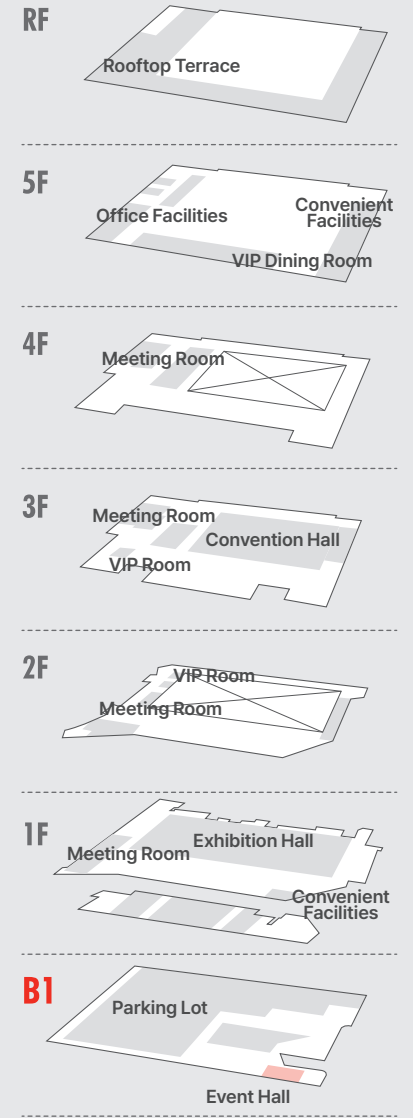 RF
Rooftop Terrace
5F
Office Facilities
Convenient
Facilities
VIP Dining Room
4F
Meeting Room
3F
Meeting Room
Convention Hall
VIP Room
2F
VIP Room
Meeting Room
1F
Exhibition Hall
Meeting Room
Convenient
Facilities
B1
Parking Lot
Event Hall